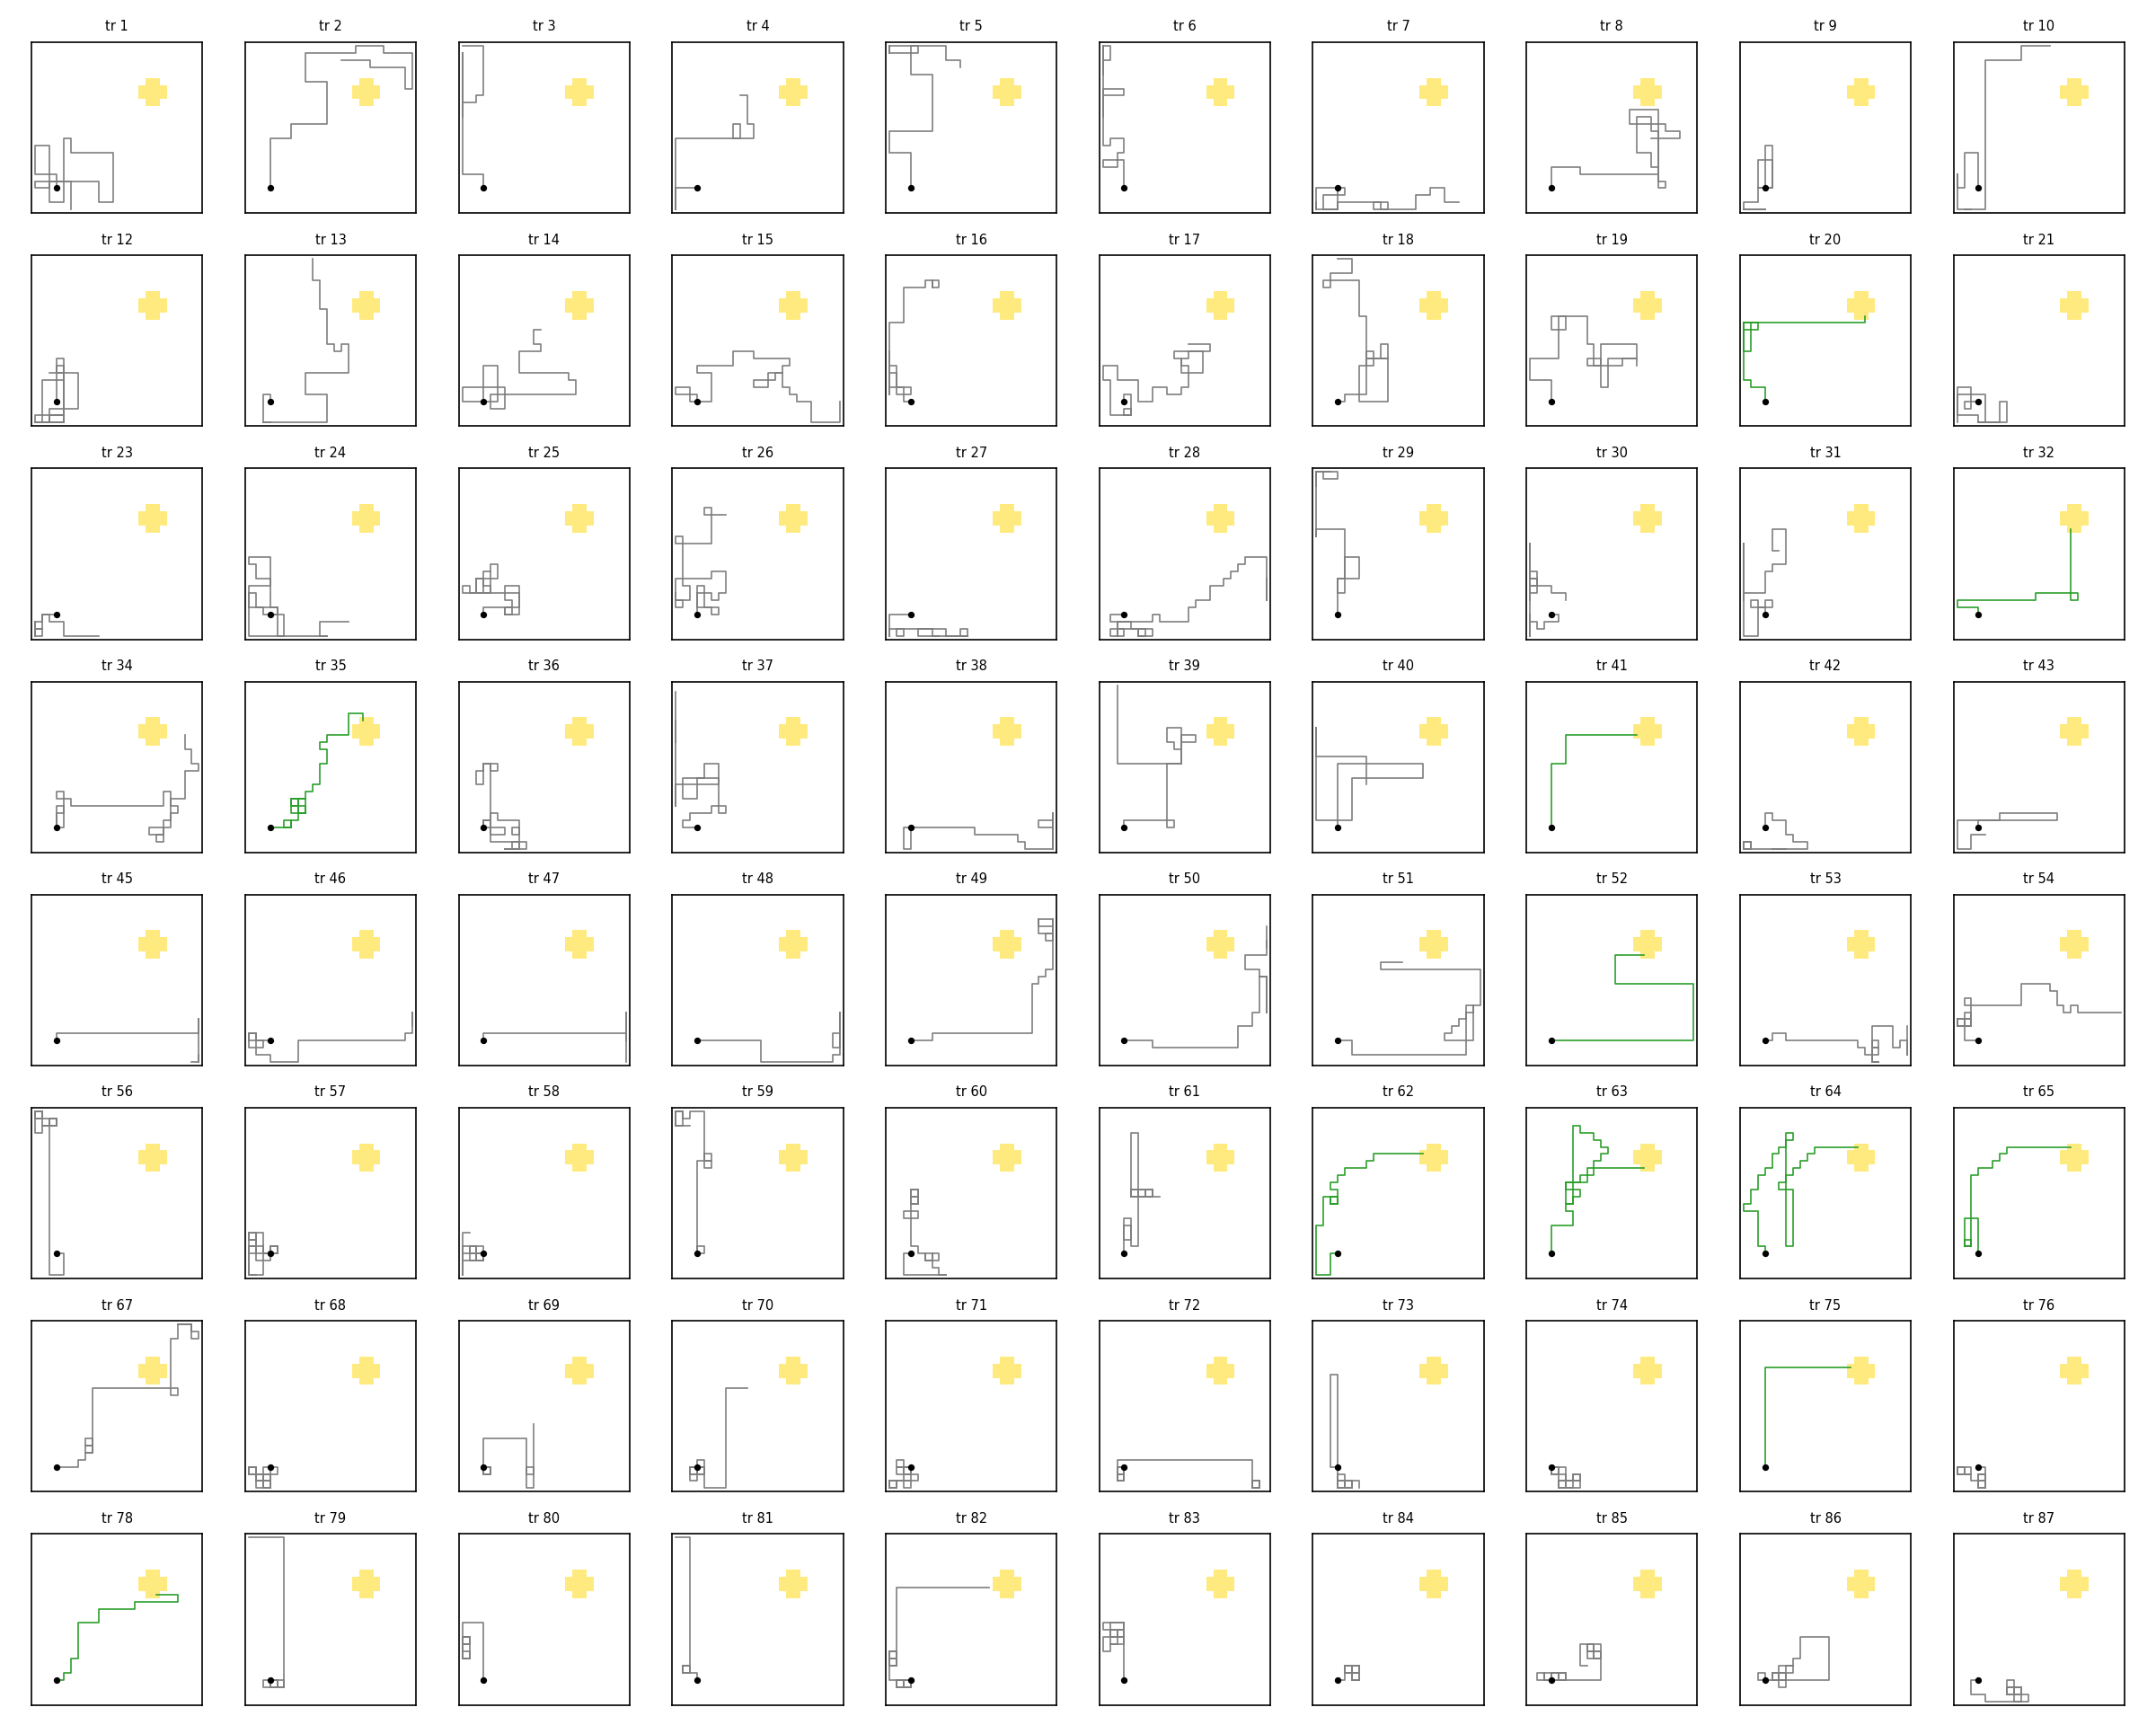 tr 1 tr 2 tr 3 tr 4 tr 5 tr 6 tr 7 tr 8 tr 9 tr 10
tr 12 tr 13 tr 14 tr 15 tr 16 tr 17 tr 18 tr 19 tr 20 tr 21
tr 23 tr 24 tr 25 tr 26 tr 27 tr 28 tr 29 tr 30 tr 31 tr 32
tr 34 tr 35 tr 36 tr 37 tr 38 tr 39 tr 40 tr 41 tr 42 tr 43
tr 45 tr 46 tr 47 tr 48 tr 49 tr 50 tr 51 tr 52 tr 53 tr 54
tr 56 tr 57 tr 58 tr 59 tr 60 tr 61 tr 62 tr 63 tr 64 tr 65
tr 67 tr 68 tr 69 tr 70 tr 71 tr 72 tr 73 tr 74 tr 75 tr 76
tr 78 tr 79 tr 80 tr 81 tr 82 tr 83 tr 84 tr 85 tr 86 tr 87